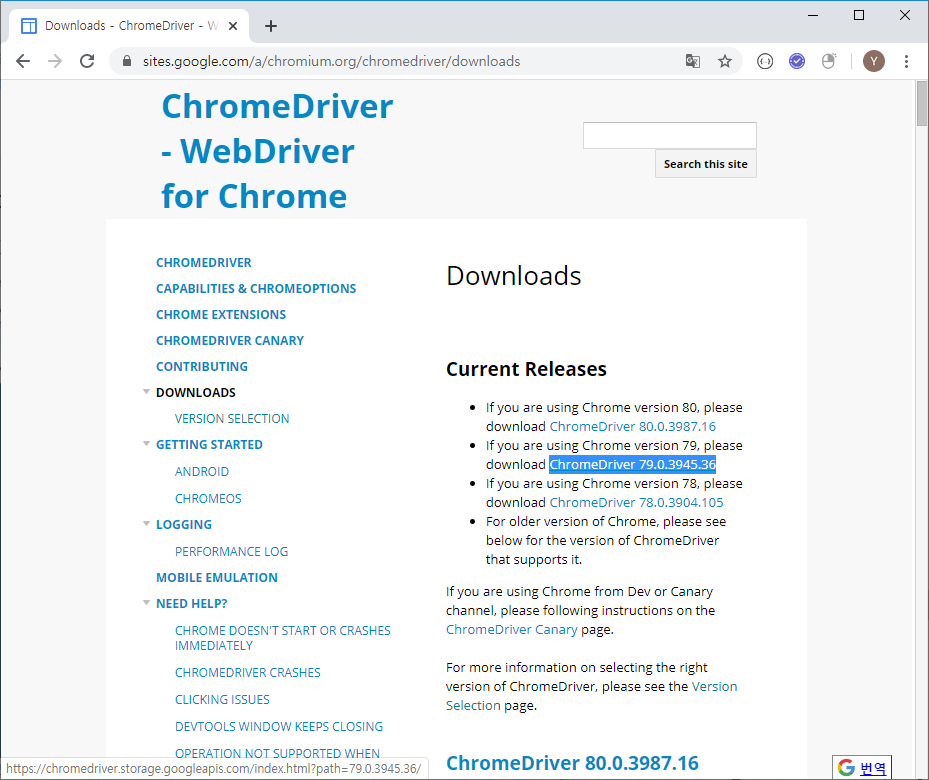 Downloads - ChromeDriver - W
sites.google.com/a/chromium.org/chromedriver/downloads
Y
ChromeDriver
- WebDriver
for Chrome
Search this site
CHROMEDRIVER
CAPABILITIES & CHROMEOPTIONS
CHROME EXTENSIONS
CHROMEDRIVER CANARY
CONTRIBUTING
DOWNLOADS
VERSION SELECTION
GETTING STARTED
ANDROID
CHROMEOS
LOGGING
PERFORMANCE LOG
MOBILE EMULATION
NEED HELP?
CHROME DOESN'T START OR CRASHES
IMMEDIATELY
CHROMEDRIVER CRASHES
CLICKING ISSUES
DEVTOOLS WINDOW KEEPS CLOSING
OPERATION NOT SUPPORTED WHEN
Downloads
Current Releases
If you are using Chrome version 80, please
download ChromeDriver 80.0.3987.16
If you are using Chrome version 79, please
download ChromeDriver 79.0.3945.36
If you are using Chrome version 78, please
download ChromeDriver 78.0.3904.105
For older version of Chrome, please see
below for the version of ChromeDriver
that supports it.
If you are using Chrome from Dev or Canary
channel, please following instructions on the
ChromeDriver Canary page.
For more information on selecting the right
version of ChromeDriver, please see the Version
Selection page.
ChromeDriver 80.0.3987.16
https://chromedriver.storage.googleapis.com/index.html?path=79.0.3945.36/
G 번역